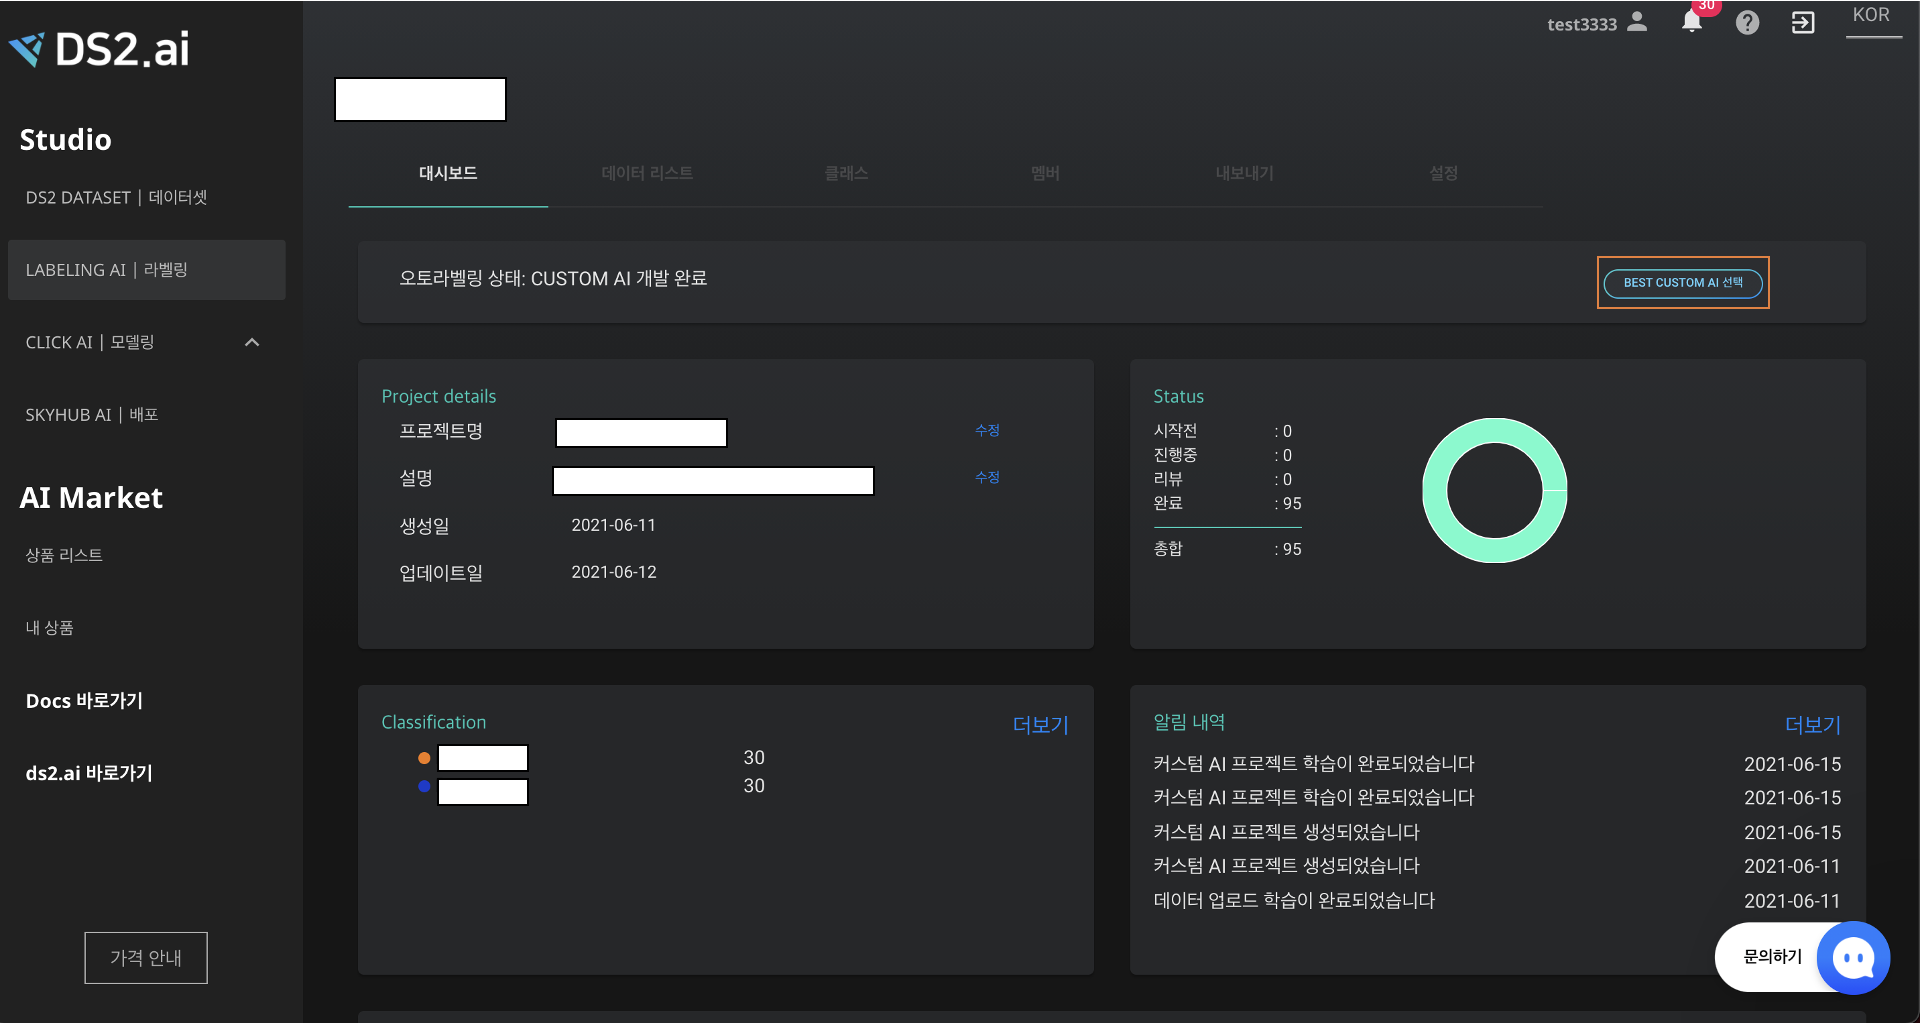 DS2.ai
test3333
30
KOR
Studio
DS2 DATASET | 데이터셋
LABELING AI | 라벨링
CLICK AI | 모델링
SKYHUB AI | 배포
AI Market
상품 리스트
내 상품
Docs 바로가기
ds2.ai 바로가기
가격 안내
대시보드 데이터 리스트 클래스 멤버 내보내기 설정
오토라벨링 상태: CUSTOM AI 개발 완료
BEST CUSTOM AI 선택
Project details
프로젝트명 수정
설명 수정
생성일 2021-06-11
업데이트일 2021-06-12
Status
시작전 : 0
진행중 : 0
리뷰 : 0
완료 : 95
총합 : 95
Classification 더보기
30
30
알림 내역 더보기
커스텀 AI 프로젝트 학습이 완료되었습니다 2021-06-15
커스텀 AI 프로젝트 학습이 완료되었습니다 2021-06-15
커스텀 AI 프로젝트 생성되었습니다 2021-06-15
커스텀 AI 프로젝트 생성되었습니다 2021-06-11
데이터 업로드 학습이 완료되었습니다 2021-06-11
문의하기